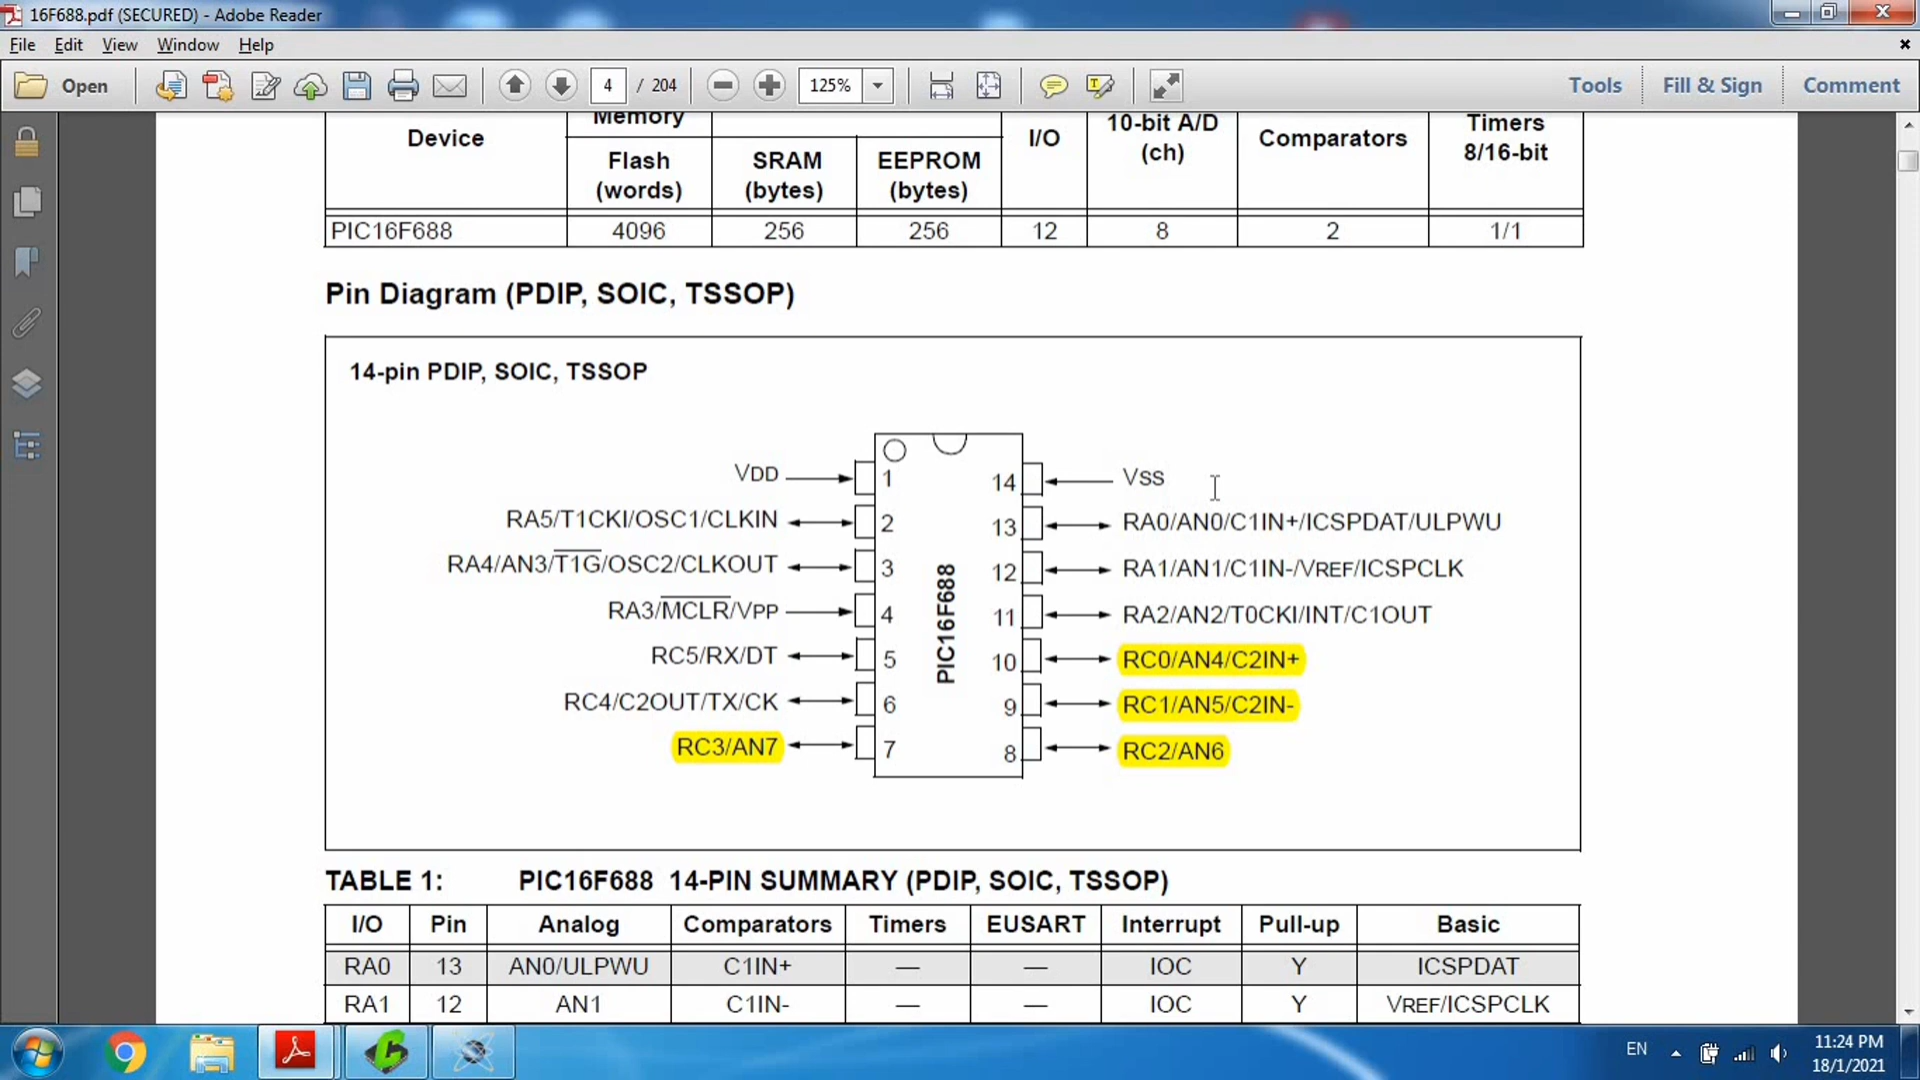 16F688.pdf (SECURED) - Adobe Reader
File Edit View Window Help
Open 4 / 204 125% Tools Fill & Sign Comment
Device Memory I/O 10-bit A/D (ch) Comparators Timers 8/16-bit
Flash (words) SRAM (bytes) EEPROM (bytes)
PIC16F688 4096 256 256 12 8 2 1/1
Pin Diagram (PDIP, SOIC, TSSOP)
14-pin PDIP, SOIC, TSSOP
VDD 1 14 VSS
RA5/T1CKI/OSC1/CLKIN 2 13 RA0/AN0/C1IN+/ICSPDAT/ULPWU
RA4/AN3/T1G/OSC2/CLKOUT 3 12 RA1/AN1/C1IN-/VREF/ICSPCLK
RA3/MCLR/VPP 4 11 RA2/AN2/T0CKI/INT/C1OUT
RC5/RX/DT 5 10 RC0/AN4/C2IN+
RC4/C2OUT/TX/CK 6 9 RC1/AN5/C2IN-
RC3/AN7 7 8 RC2/AN6
PIC16F688
TABLE 1: PIC16F688 14-PIN SUMMARY (PDIP, SOIC, TSSOP)
I/O Pin Analog Comparators Timers EUSART Interrupt Pull-up Basic
RA0 13 AN0/ULPWU C1IN+ — — IOC Y ICSPDAT
RA1 12 AN1 C1IN- — — IOC Y VREF/ICSPCLK
EN 11:24 PM
18/1/2021